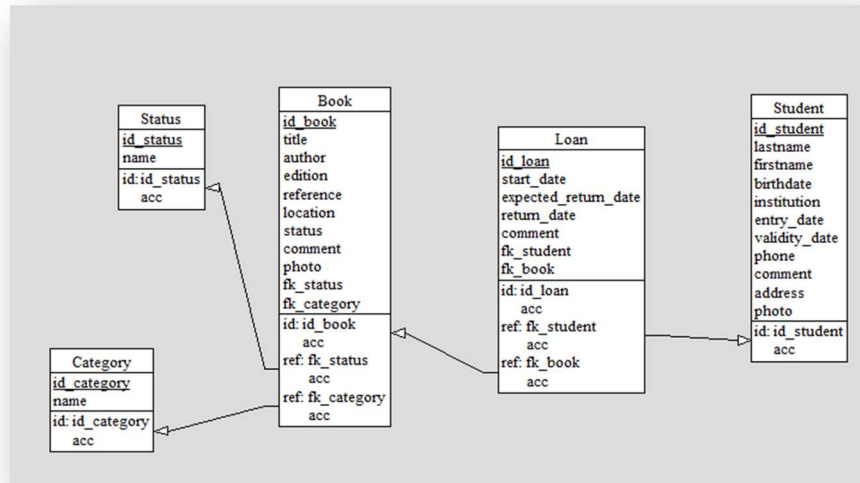 Status
id_status
name
id: id_status
acc
Category
id_category
name
id: id_category
acc
Book
id_book
title
author
edition
reference
location
status
comment
photo
fk_status
fk_category
id: id_book
acc
ref: fk_status
acc
ref: fk_category
acc
Loan
id_loan
start_date
expected_return_date
return_date
comment
fk_student
fk_book
id: id_loan
acc
ref: fk_student
acc
ref: fk_book
acc
Student
id_student
lastname
firstname
birthdate
institution
entry_date
validity_date
phone
comment
address
photo
id: id_student
acc